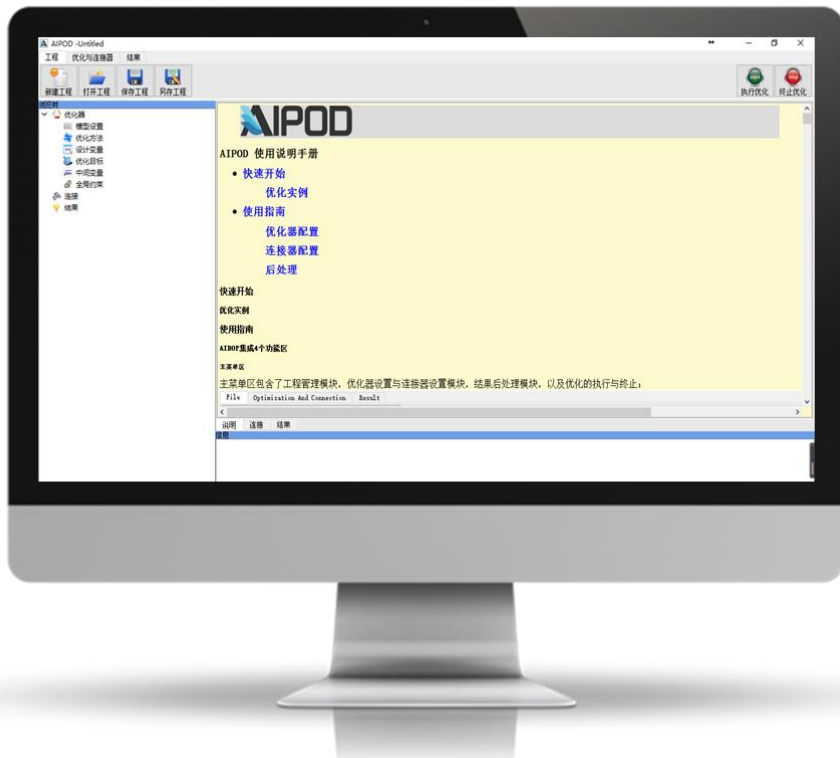 AIPOD -Untitled
工程 优化与连接器 结果
新建工程 打开工程 保存工程 另存工程 执行优化 终止优化
浏览树
优化器
模型设置
优化方法
设计变量
优化目标
中间变量
全局约束
连接
结果
AIPOD
AIPOD 使用说明手册
• 快速开始
优化实例
• 使用指南
优化器配置
连接器配置
后处理
快速开始
优化实例
使用指南
AIBOP集成4个功能区
主菜单区
主菜单区包含了工程管理模块，优化器设置与连接器设置模块，结果后处理模块，以及优化的执行与终止；
File Optimization And Connection Result
说明 连接 结果
信息